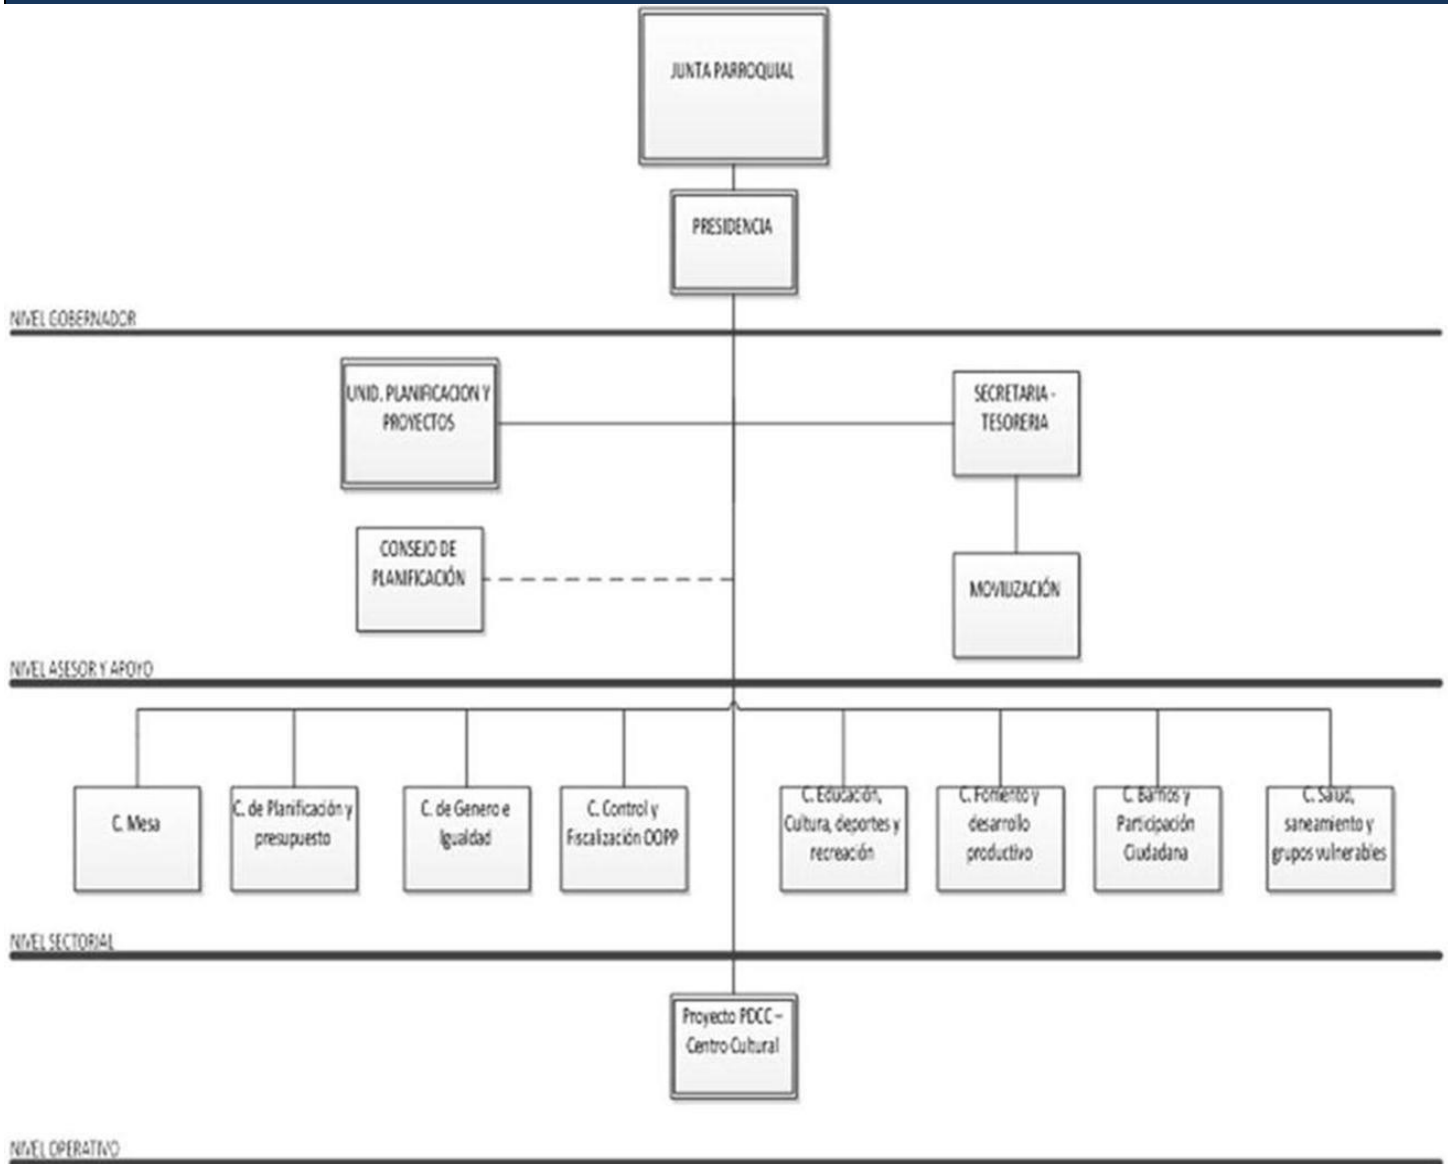 JUNTA PARROQUIAL
PRESIDENCIA
NIVEL GOBERNADOR
UNID. PLANIFICACION Y
PROYECTOS
SECRETARIA -
TESORERIA
CONSEJO DE
PLANIFICACIÓN
MOVILIZACIÓN
NIVEL ASESOR Y APOYO
C. Mesa
C. de Planificación y
presupuesto
C. de Genero e
Igualdad
C. Control y
Fiscalización OOPP
C. Educación,
Cultura, deportes y
recreación
C. Fomento y
desarrollo
productivo
C. Barrios y
Participación
Ciudadana
C. Salud,
saneamiento y
grupos vulnerables
NIVEL SECTORIAL
Proyecto PDCC –
Centro Cultural
NIVEL OPERATIVO